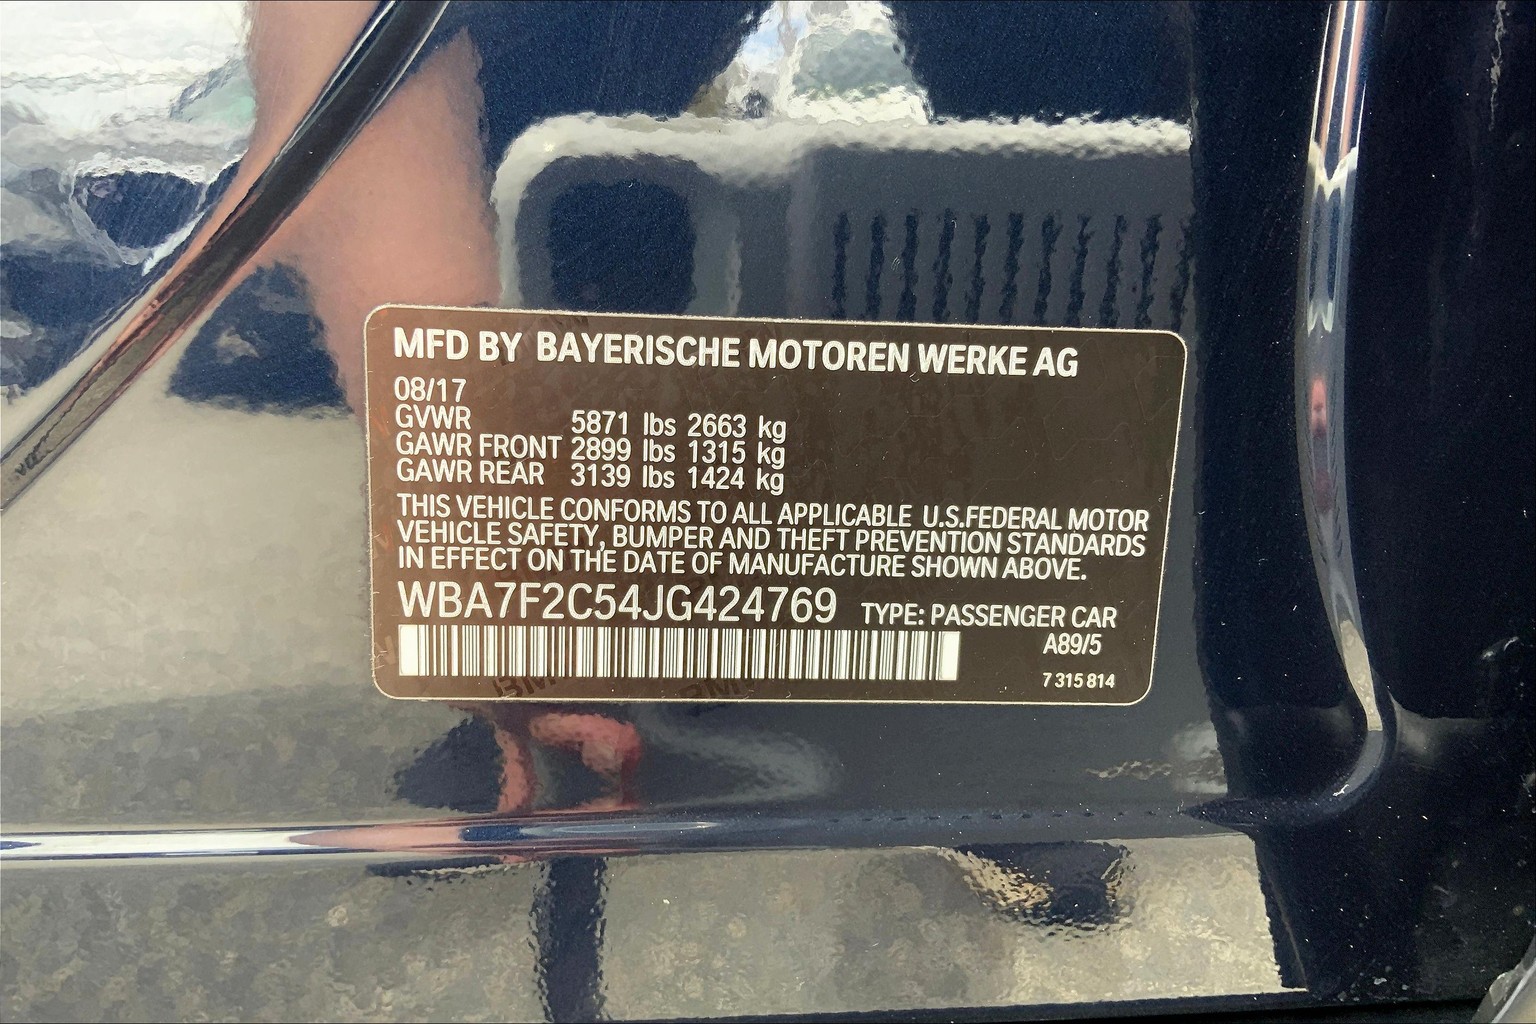 MFD BY BAYERISCHE MOTOREN WERKE AG
08/17
GVWR 5871 lbs 2663 kg
GAWR FRONT 2899 lbs 1315 kg
GAWR REAR 3139 lbs 1424 kg
THIS VEHICLE CONFORMS TO ALL APPLICABLE U.S.FEDERAL MOTOR
VEHICLE SAFETY, BUMPER AND THEFT PREVENTION STANDARDS
IN EFFECT ON THE DATE OF MANUFACTURE SHOWN ABOVE.
WBA7F2C54JG424769 TYPE: PASSENGER CAR
A89/5
7 315 814